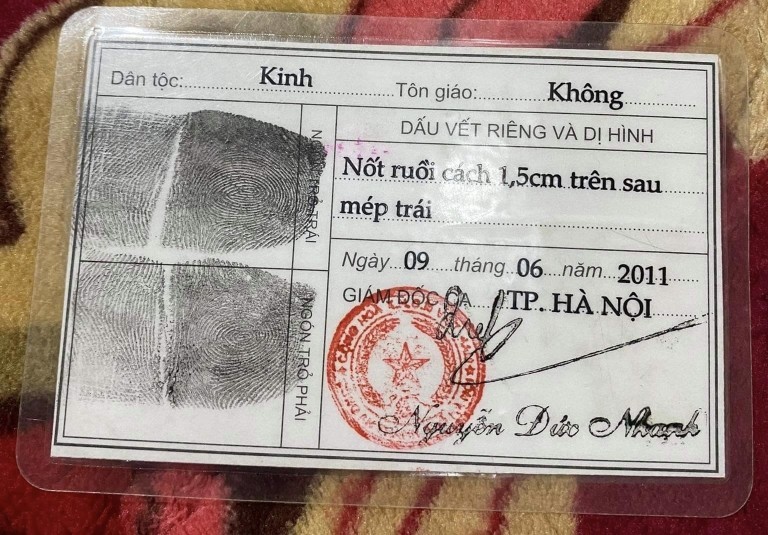 Dân tộc: Kinh Tôn giáo: Không
NGÓN TRỎ TRÁI
NGÓN TRỎ PHẢI
DẤU VẾT RIÊNG VÀ DỊ HÌNH
Nốt ruồi cách 1,5cm trên sau
mép trái
Ngày 09 tháng 06 năm 2011
GIÁM ĐỐC CA TP. HÀ NỘI
Nguyễn Đức Nhanh